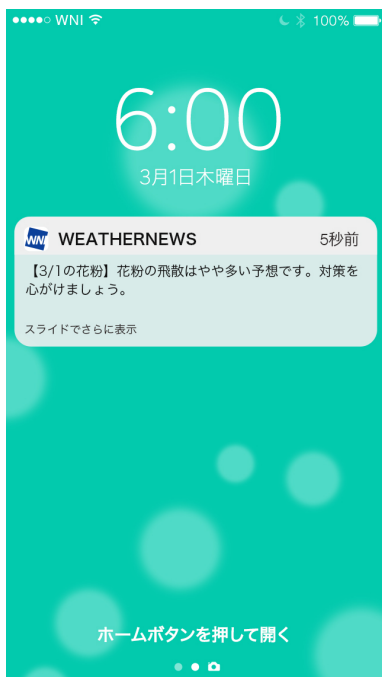 WNI 100%
6:00
3月1日木曜日
WNI WEATHERNEWS 5秒前
【3/1の花粉】花粉の飛散はやや多い予想です。対策を
心がけましょう。
スライドでさらに表示
ホームボタンを押して開く